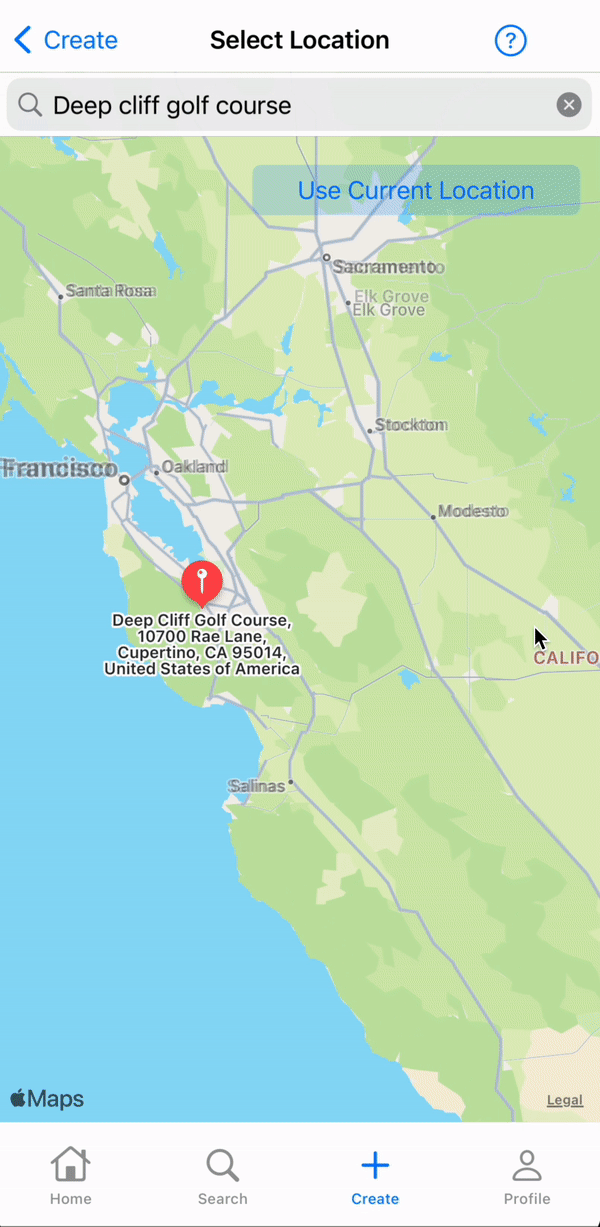 Create
Select Location
?
Deep cliff golf course
Use Current Location
Sacramento
Santa Rosa
Elk Grove
Elk Grove
Stockton
Francisco
Oakland
Modesto
Deep Cliff Golf Course,
10700 Rae Lane,
Cupertino, CA 95014,
United States of America
CALIFO
Salinas
Maps
Legal
Home
Search
Create
Profile